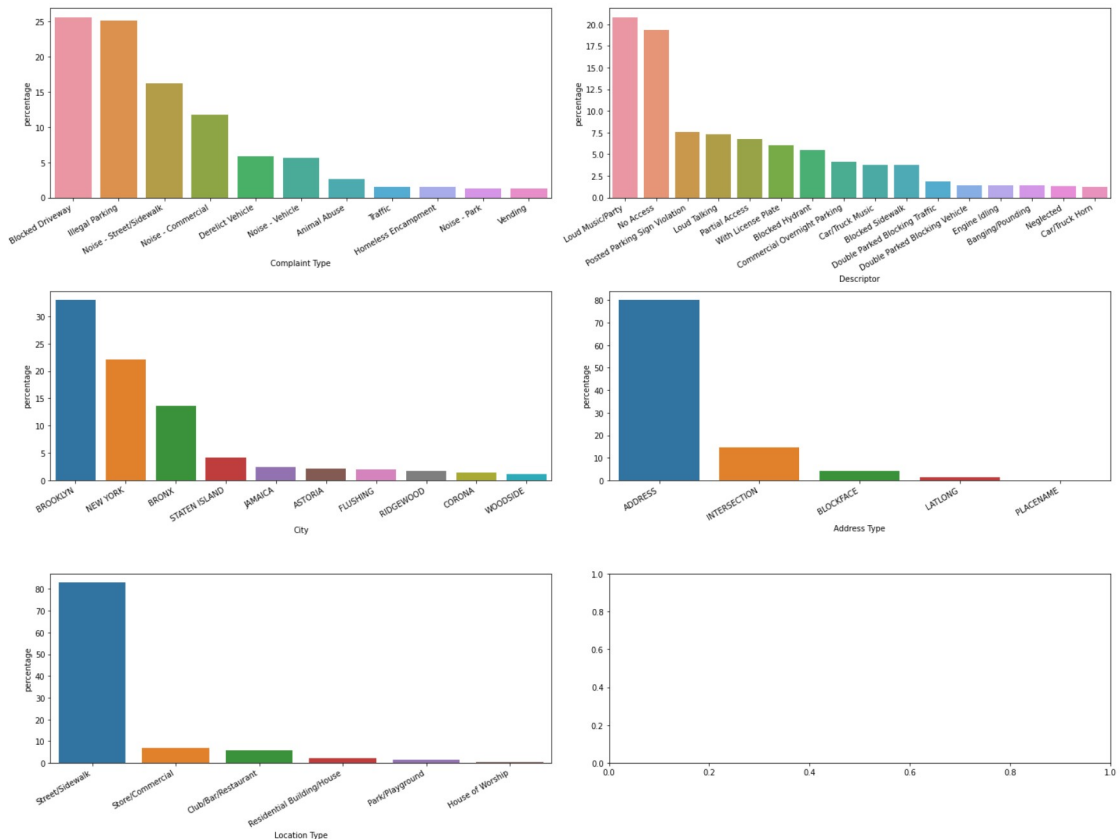 25
20
15
10
5
0
percentage
Blocked Driveway
Illegal Parking
Noise - Street/Sidewalk
Noise - Commercial
Derelict Vehicle
Noise - Vehicle
Animal Abuse
Traffic
Homeless Encampment
Noise - Park
Vending
Complaint Type
20.0
17.5
15.0
12.5
10.0
7.5
5.0
2.5
0.0
percentage
Loud Music/Party
No Access
Posted Parking Sign Violation
Loud Talking
Partial Access
With License Plate
Blocked Hydrant
Commercial Overnight Parking
Car/Truck Music
Blocked Sidewalk
Double Parked Blocking Traffic
Double Parked Blocking Vehicle
Engine Idling
Banging/Pounding
Neglected
Car/Truck Horn
Descriptor
30
25
20
15
10
5
0
percentage
BROOKLYN
NEW YORK
BRONX
STATEN ISLAND
JAMAICA
ASTORIA
FLUSHING
RIDGEWOOD
CORONA
WOODSIDE
City
80
70
60
50
40
30
20
10
0
percentage
ADDRESS
INTERSECTION
BLOCKFACE
LATLONG
PLACENAME
Address Type
80
70
60
50
40
30
20
10
0
percentage
Street/Sidewalk
Store/Commercial
Club/Bar/Restaurant
Residential Building/House
Park/Playground
House of Worship
Location Type
1.0
0.8
0.6
0.4
0.2
0.0
0.0
0.2
0.4
0.6
0.8
1.0